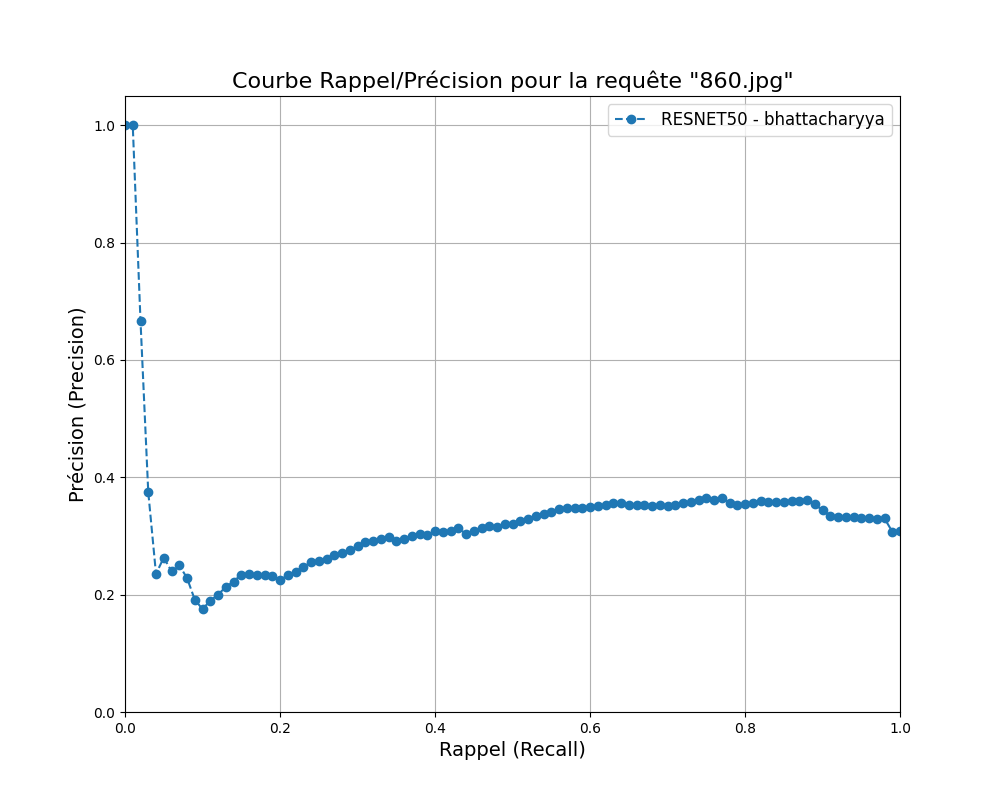 Courbe Rappel/Précision pour la requête "860.jpg"
RESNET50 - bhattacharyya
1.0
0.8
0.6
0.4
0.2
0.0
Précision (Precision)
0.0 0.2 0.4 0.6 0.8 1.0
Rappel (Recall)